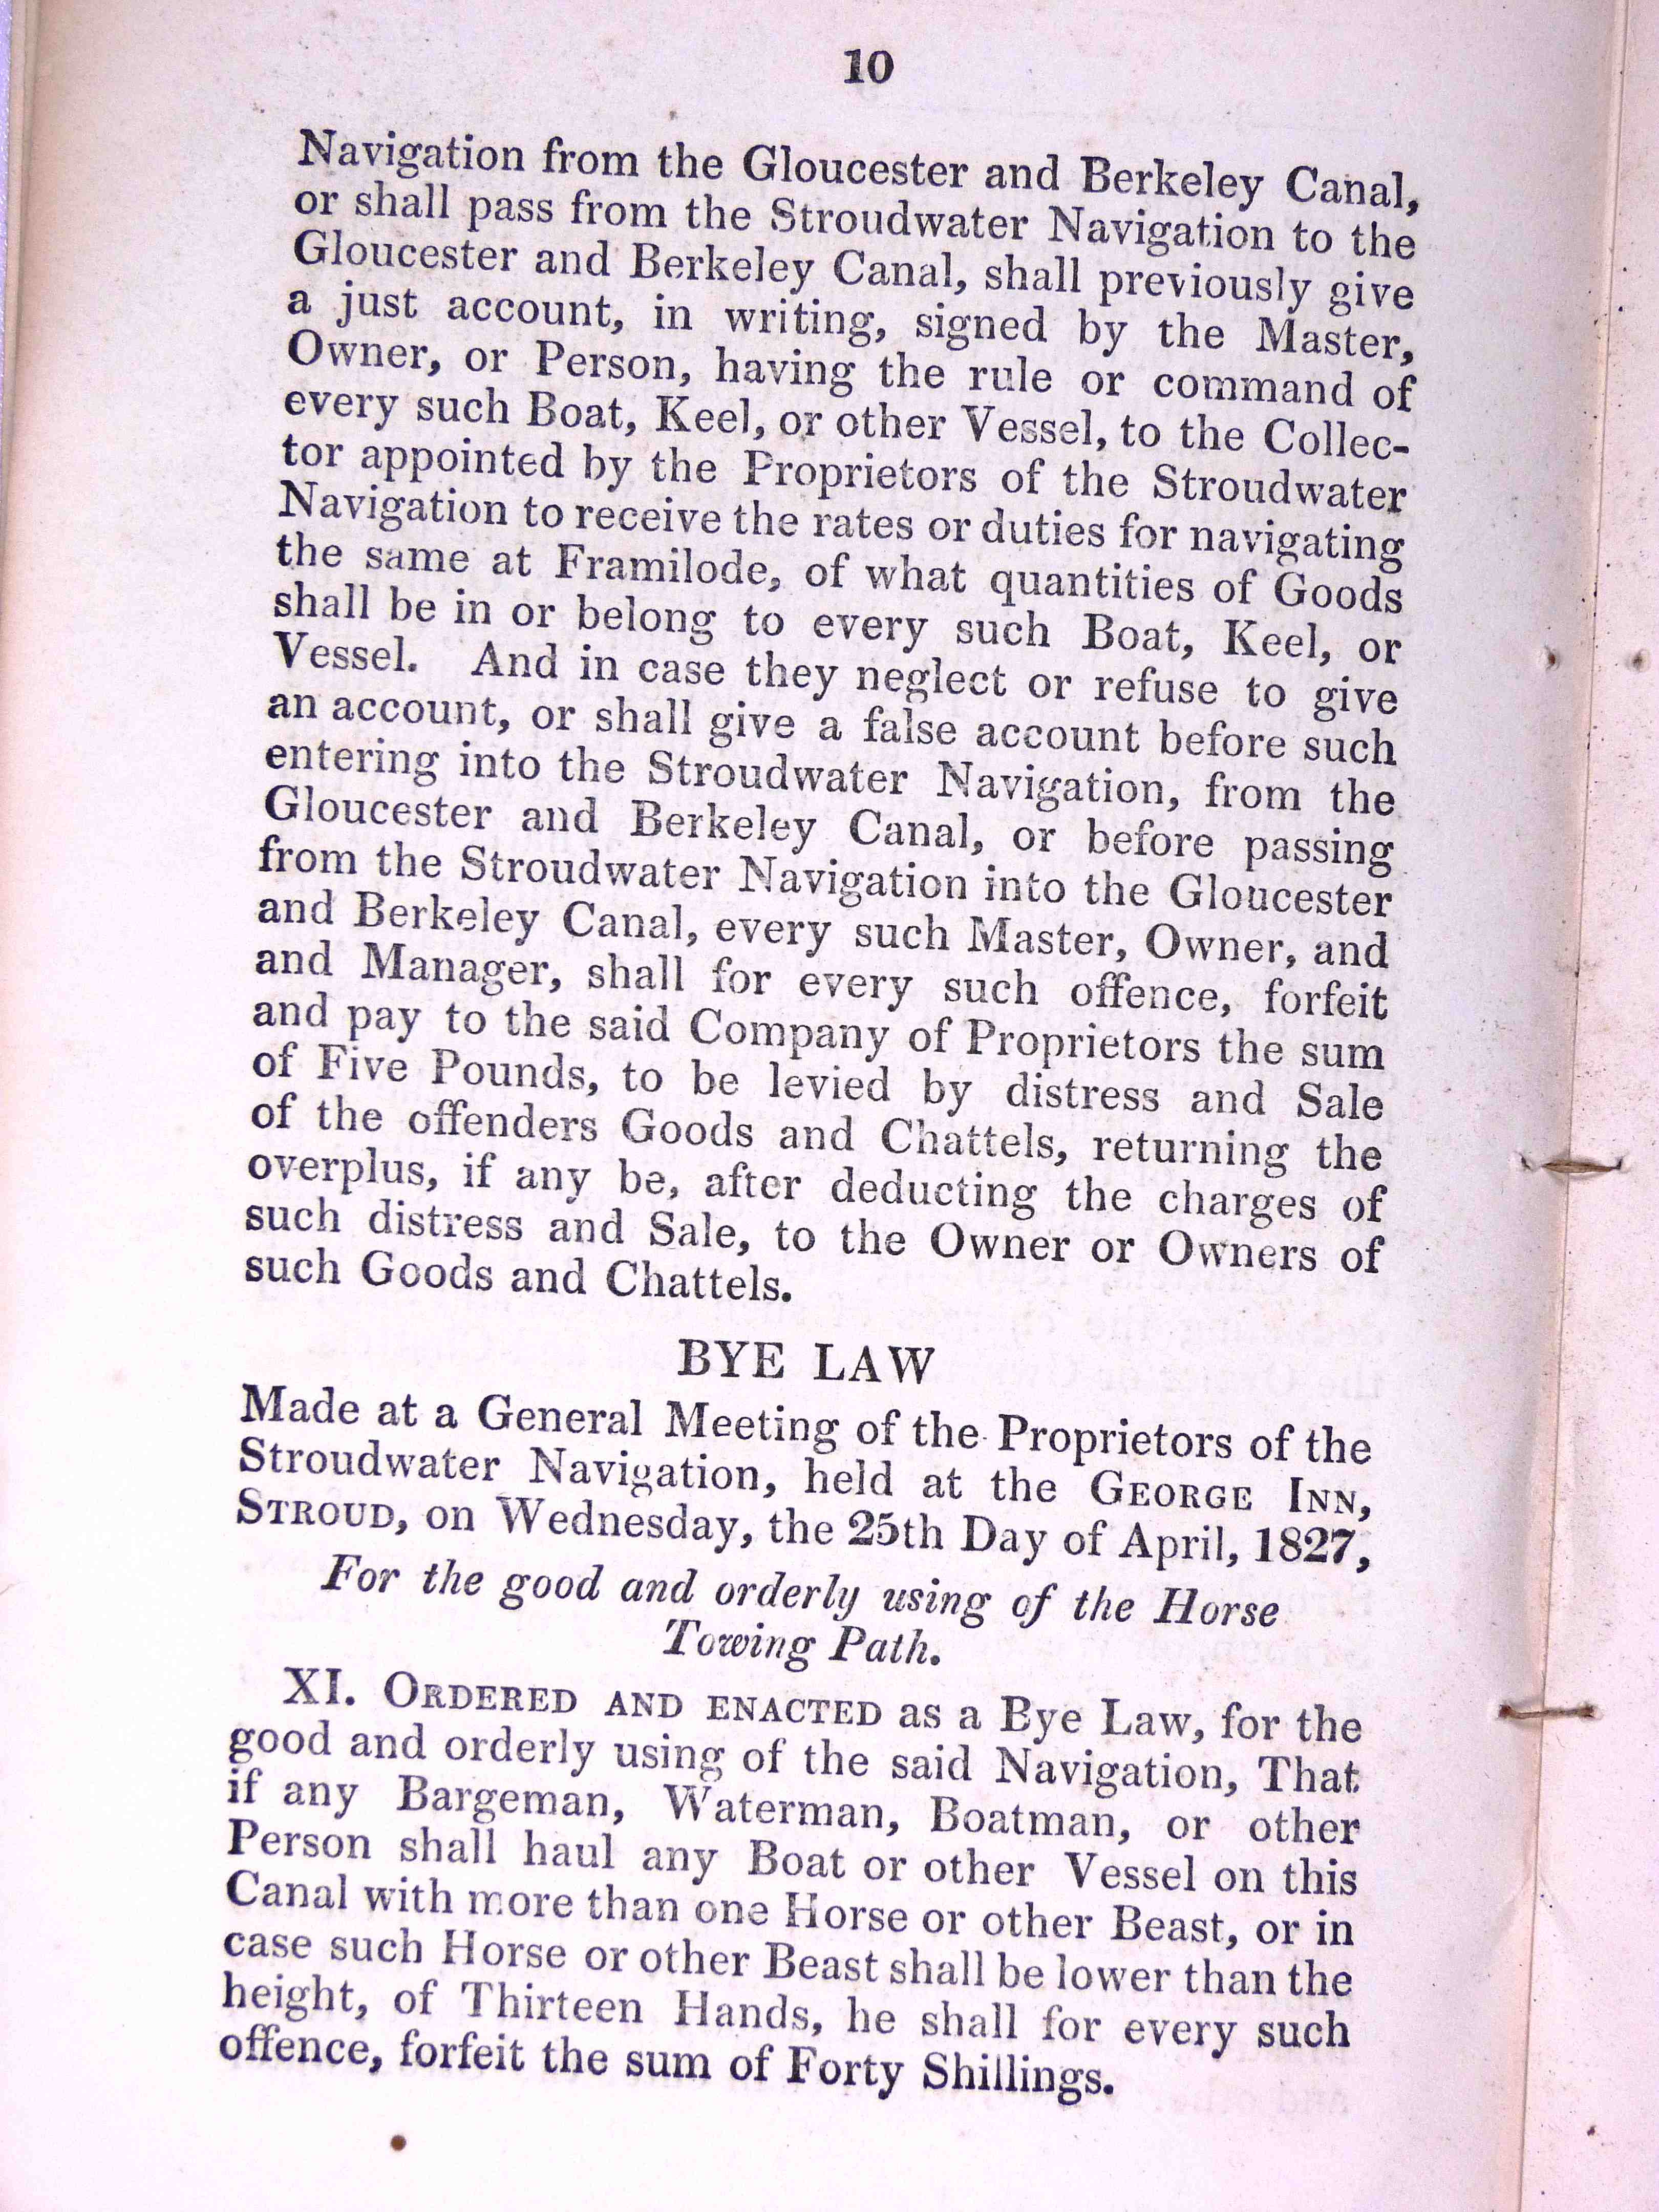 10
Navigation from the Gloucester and Berkeley Canal,
or shall pass from the Stroudwater Navigation to the
Gloucester and Berkeley Canal, shall previously give
a just account, in writing, signed by the Master,
Owner, or Person, having the rule or command of
every such Boat, Keel, or other Vessel, to the Collec-
tor appointed by the Proprietors of the Stroudwater
Navigation to receive the rates or duties for navigating
the same at Framilode, of what quantities of Goods
shall be in or belong to every such Boat, Keel, or
Vessel. And in case they neglect or refuse to give
an account, or shall give a false account before such
entering into the Stroudwater Navigation, from the
Gloucester and Berkeley Canal, or before passing
from the Stroudwater Navigation into the Gloucester
and Berkeley Canal, every such Master, Owner, and
and Manager, shall for every such offence, forfeit
and pay to the said Company of Proprietors the sum
of Five Pounds, to be levied by distress and Sale
of the offenders Goods and Chattels, returning the
overplus, if any be, after deducting the charges of
such distress and Sale, to the Owner or Owners of
such Goods and Chattels.
BYE LAW
Made at a General Meeting of the Proprietors of the
Stroudwater Navigation, held at the GEORGE INN,
STROUD, on Wednesday, the 25th Day of April, 1827,
For the good and orderly using of the Horse
Towing Path.
XI. ORDERED AND ENACTED as a Bye Law, for the
good and orderly using of the said Navigation, That
if any Bargeman, Waterman, Boatman, or other
Person shall haul any Boat or other Vessel on this
Canal with more than one Horse or other Beast, or in
case such Horse or other Beast shall be lower than the
height, of Thirteen Hands, he shall for every such
offence, forfeit the sum of Forty Shillings.